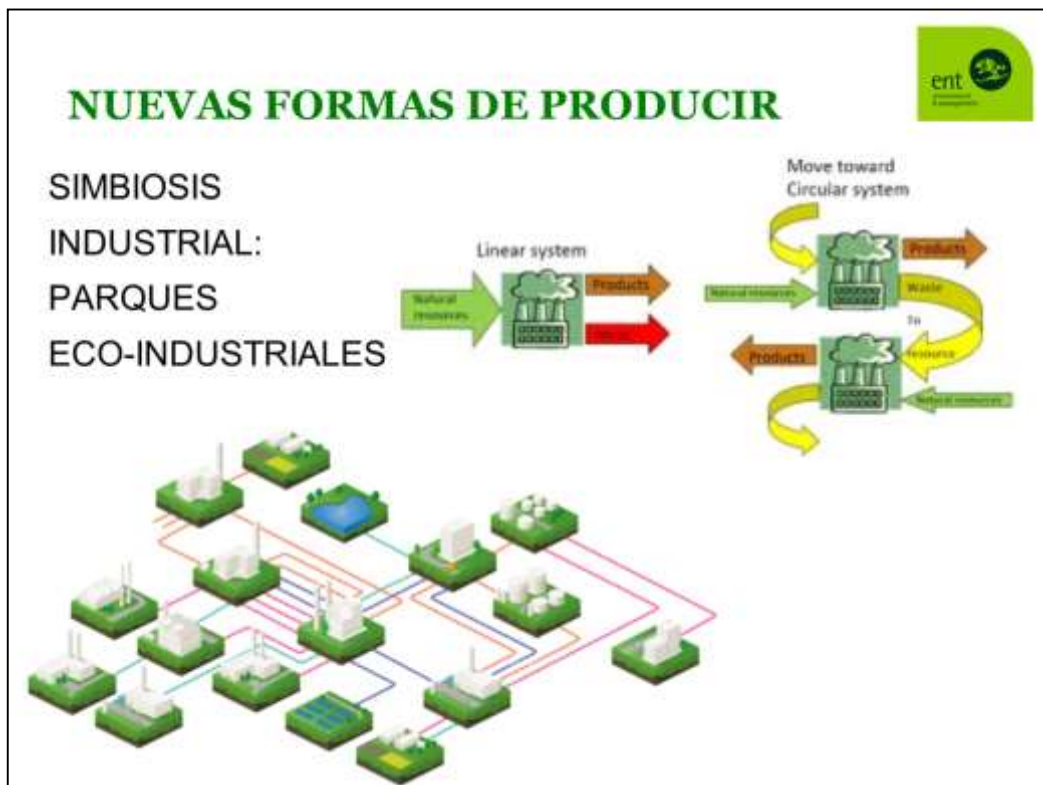 ent
NUEVAS FORMAS DE PRODUCIR
SIMBIOSIS
INDUSTRIAL:
PARQUES
ECO-INDUSTRIALES
Linear system
Natural
resources
Products
Move toward
Circular system
Products
Natural resources
Waste
To
resource
Products
Natural resources